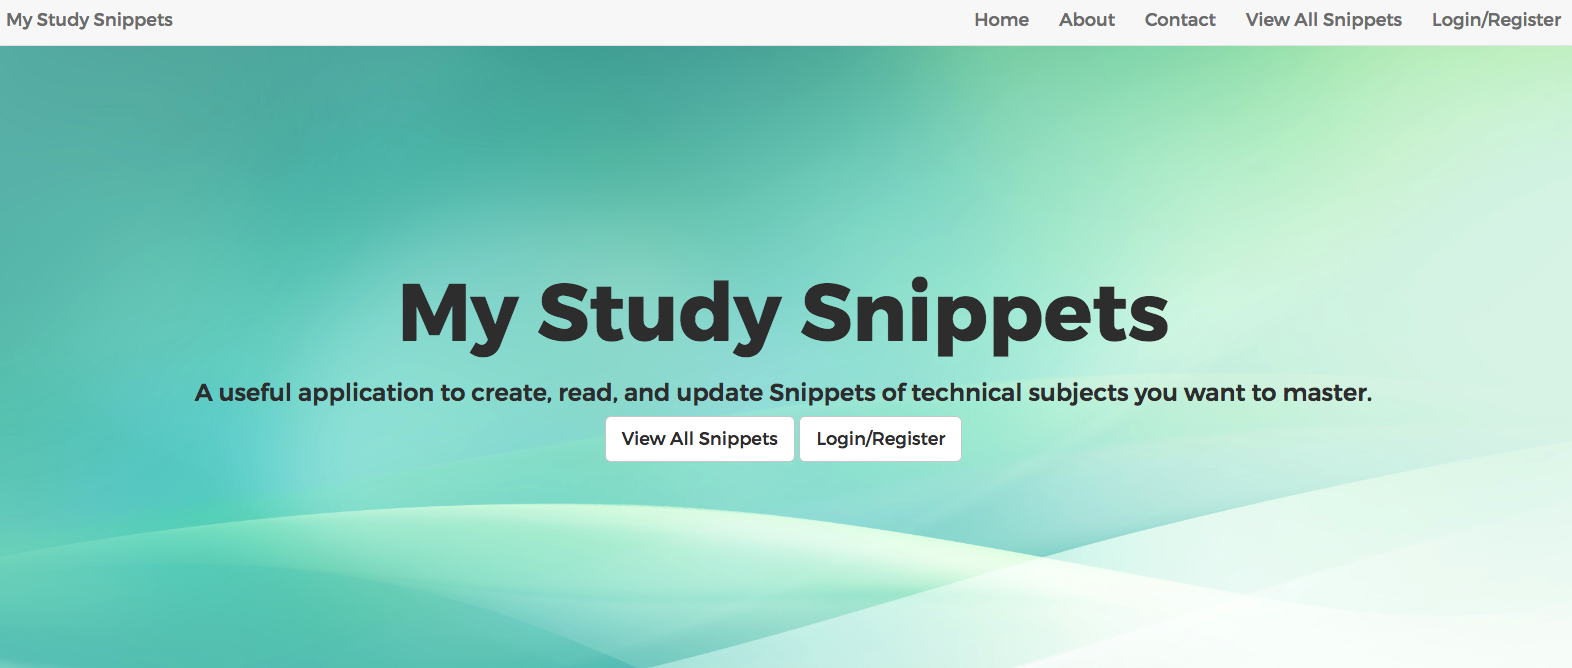 My Study Snippets Home About Contact View All Snippets Login/Register
My Study Snippets
A useful application to create, read, and update Snippets of technical subjects you want to master.
View All Snippets Login/Register